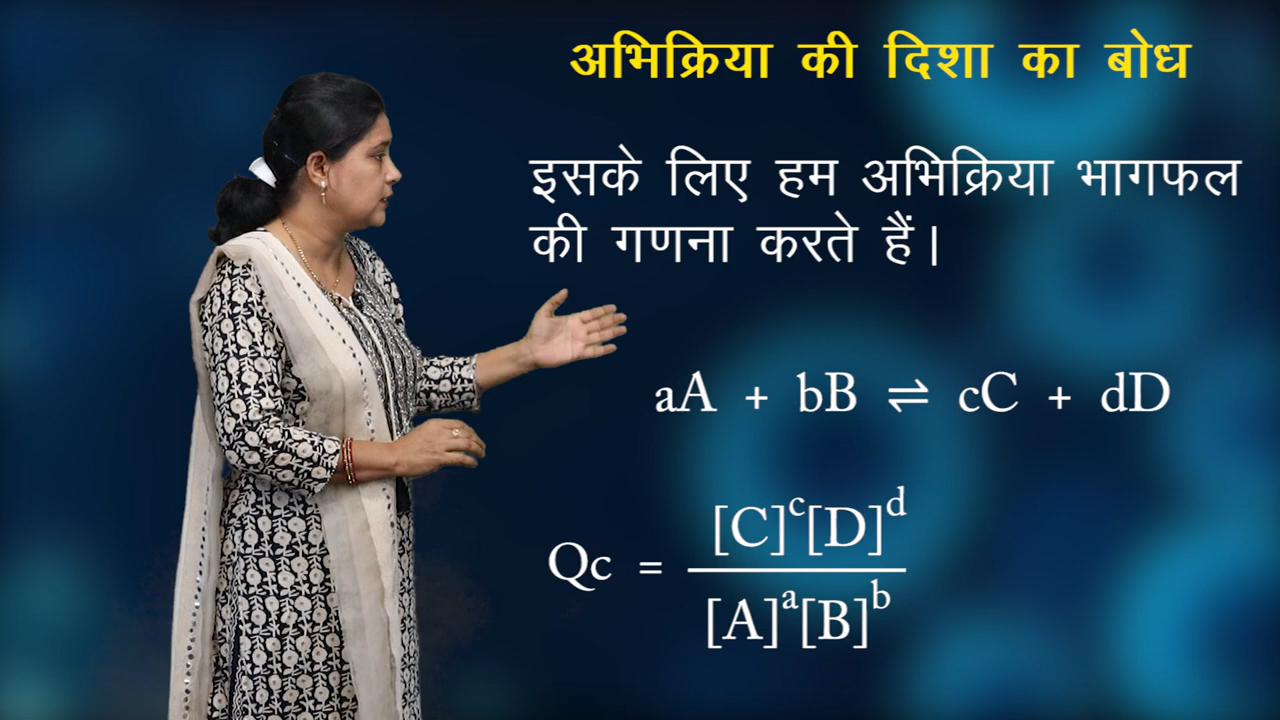 अभिक्रिया की दिशा का बोध
इसके लिए हम अभिक्रिया भागफल
की गणना करते हैं।
aA + bB ⇌ cC + dD
Qc = [C]ᶜ[D]ᵈ / [A]ᵃ[B]ᵇ